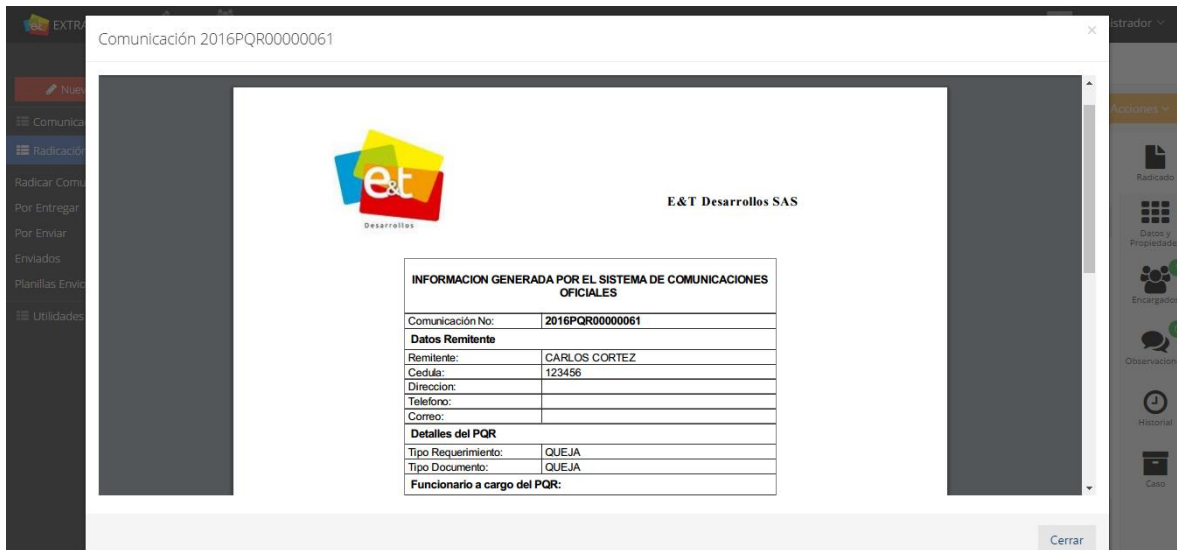 e&t EXTRA
istrador
Comunicación 2016PQR00000061
×
Nuev
Comunica
Radicación
Radicar Comu
Por Entregar
Por Enviar
Enviados
Planillas Envio
Utilidades
e&t
Desarrollos
E&T Desarrollos SAS
INFORMACION GENERADA POR EL SISTEMA DE COMUNICACIONES
OFICIALES
Comunicación No: 2016PQR00000061
Datos Remitente
Remitente: CARLOS CORTEZ
Cedula: 123456
Direccion:
Telefono:
Correo:
Detalles del PQR
Tipo Requerimiento: QUEJA
Tipo Documento: QUEJA
Funcionario a cargo del PQR:
Acciones
Radicado
Datos y
Propiedade
Encargados
Observacion
Historial
Caso
Cerrar